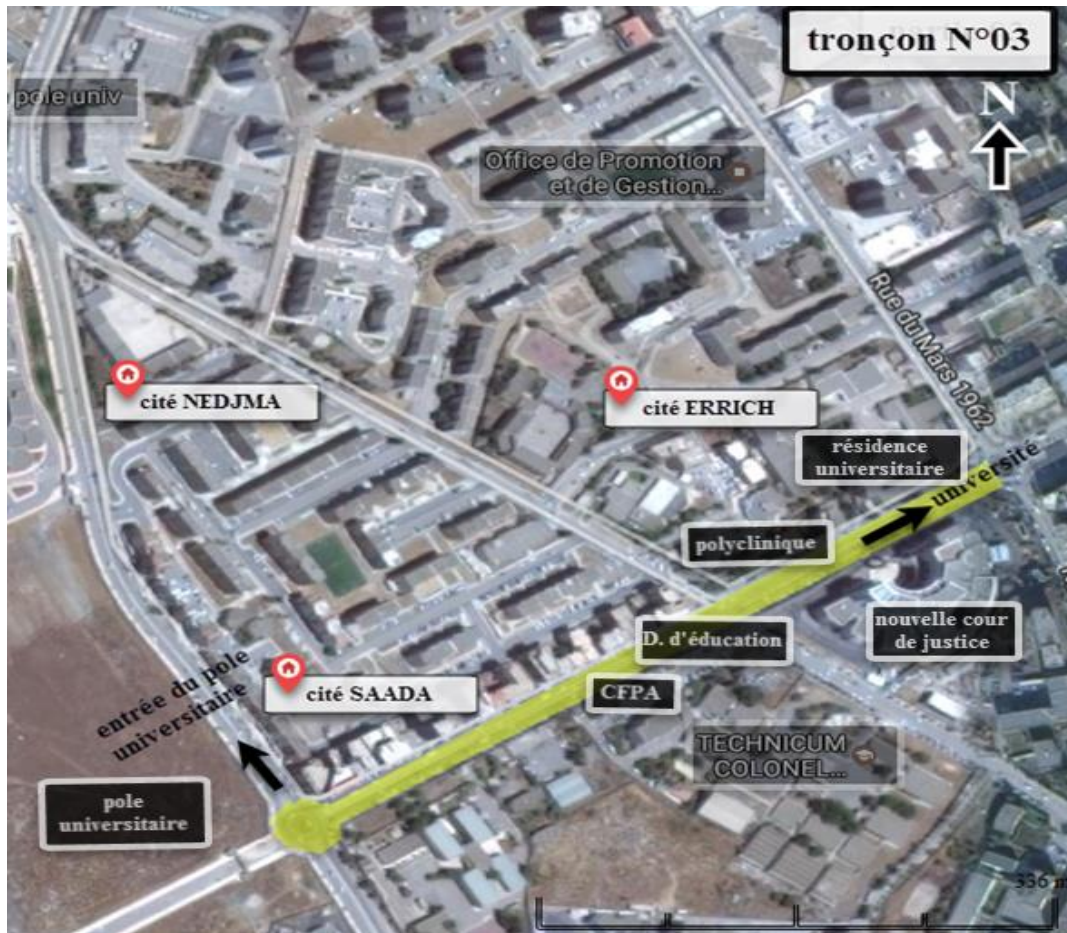 tronçon N°03
N
pole univ
Office de Promotion
et de Gestion...
Rue du Mars 1962
cité NEDJMA
cité ERRICH
résidence
universitaire
université
polyclinique
nouvelle cour
de justice
D. d'éducation
CFPA
cité SAADA
entrée du pole
universitaire
TECHNICUM
COLONEL...
pole
universitaire
336 m